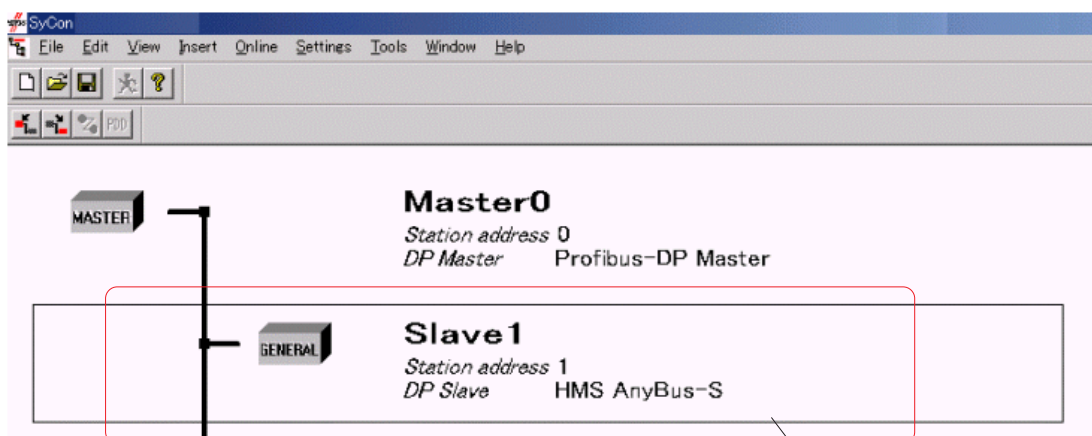 SyCon
File Edit View Insert Online Settings Tools Window Help
PDD
MASTER
Master0
Station address 0
DP Master Profibus-DP Master
GENERAL
Slave1
Station address 1
DP Slave HMS AnyBus-S